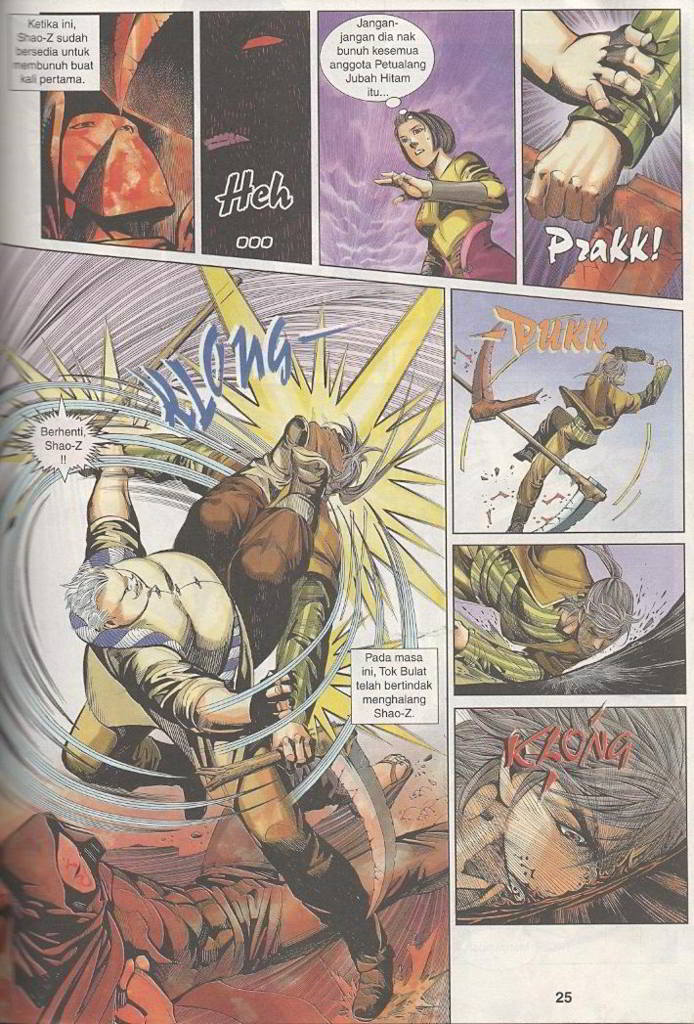 Ketika ini,
Shao-Z sudah
bersedia untuk
membunuh buat
kali pertama.
Heh
ooo
Jangan-
jangan dia nak
bunuh kesemua
anggota Petualang
Jubah Hitam
itu...
Prakk!
KLONG
Berhenti,
Shao-Z
!!
Pada masa
ini, Tok Bulat
telah bertindak
menghalang
Shao-Z.
DUKK
KLONG
25